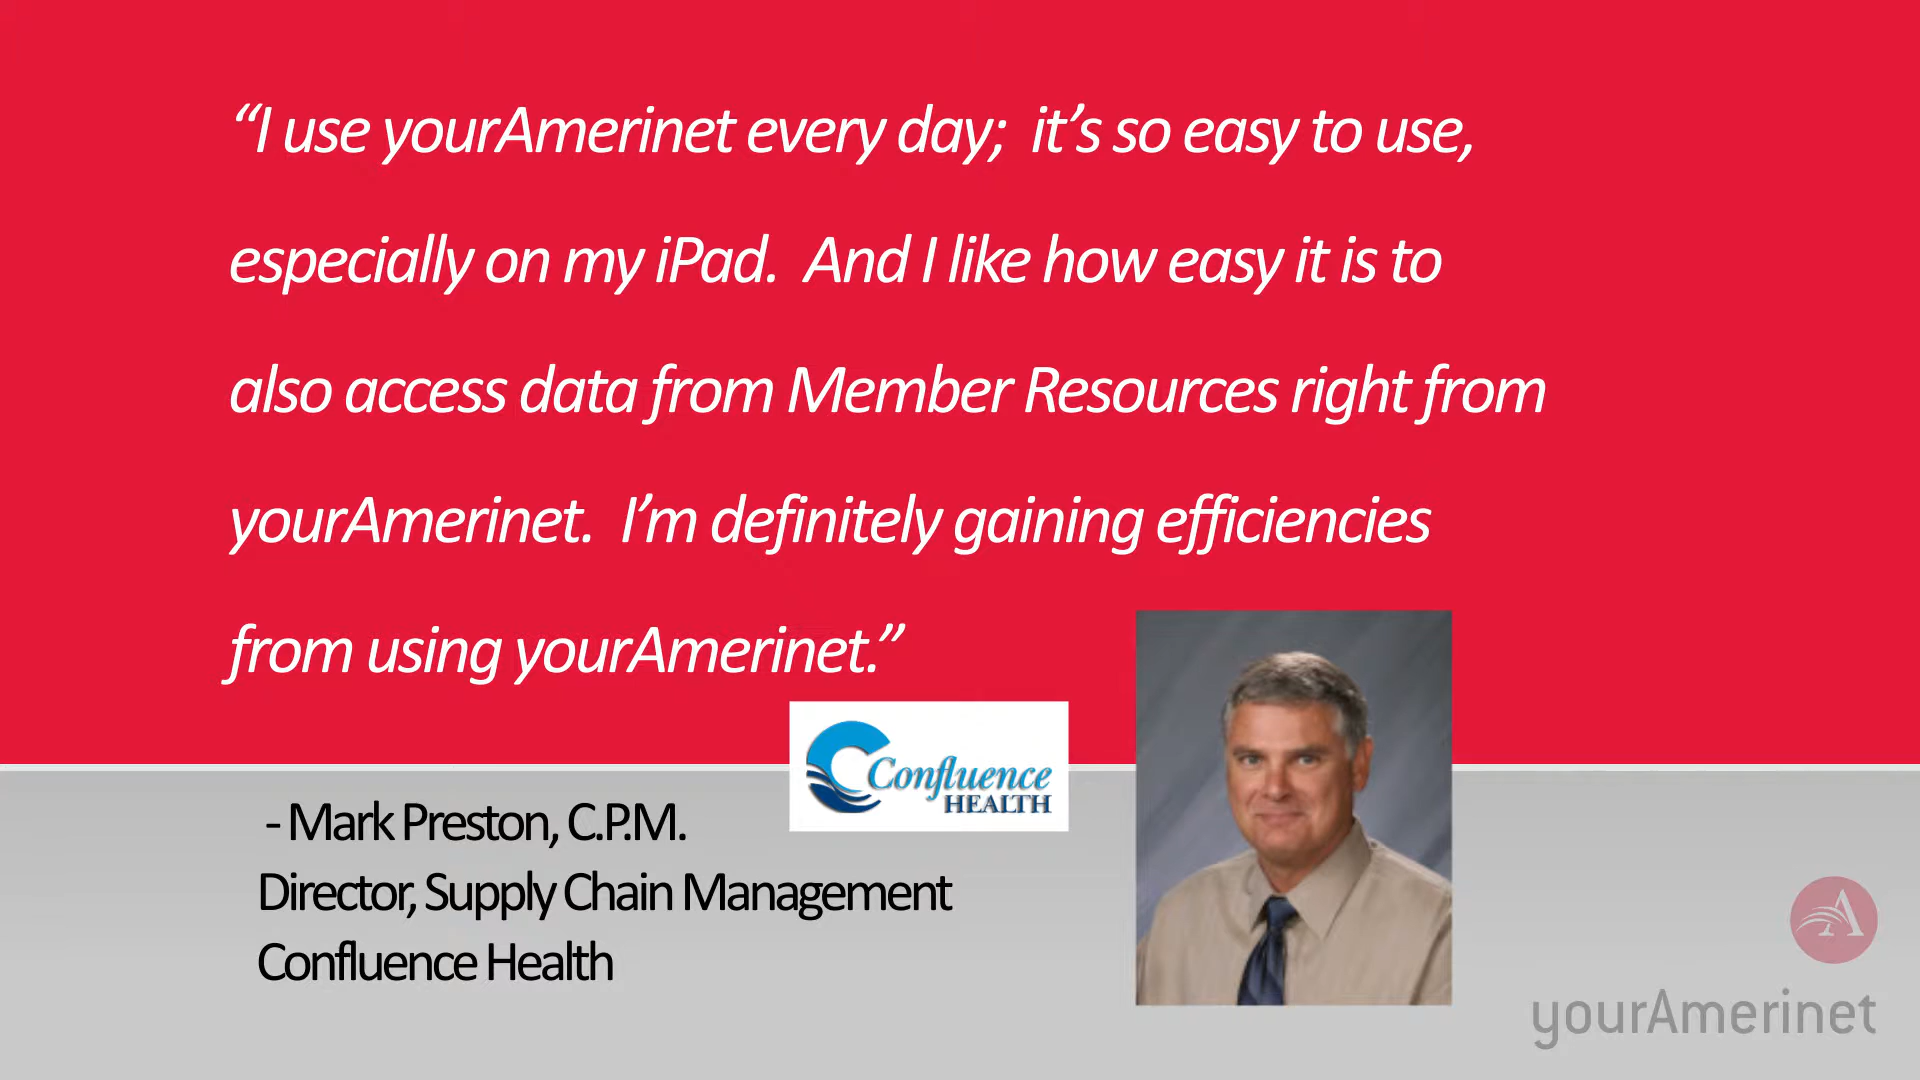 “I use yourAmerinet every day;  it’s so easy to use,
especially on my iPad.  And I like how easy it is to
also access data from Member Resources right from
yourAmerinet.  I’m definitely gaining efficiencies
from using yourAmerinet.”
Confluence
HEALTH
- Mark Preston, C.P.M.
Director, Supply Chain Management
Confluence Health
A
yourAmerinet